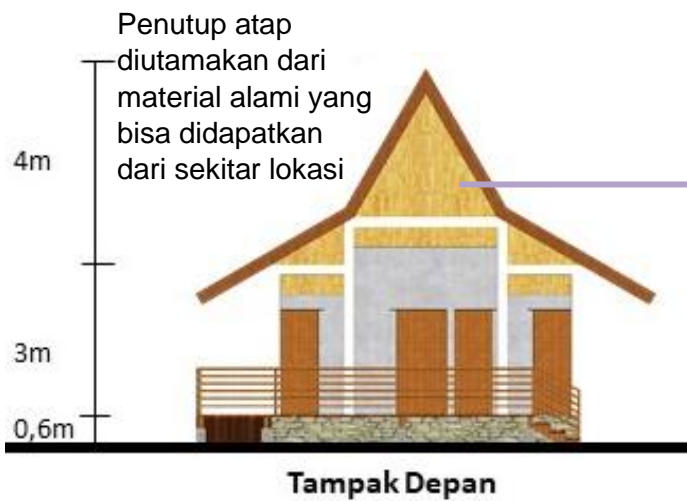 Penutup atap
diutamakan dari
material alami yang
bisa didapatkan
dari sekitar lokasi
4m
3m
0,6m
Tampak Depan